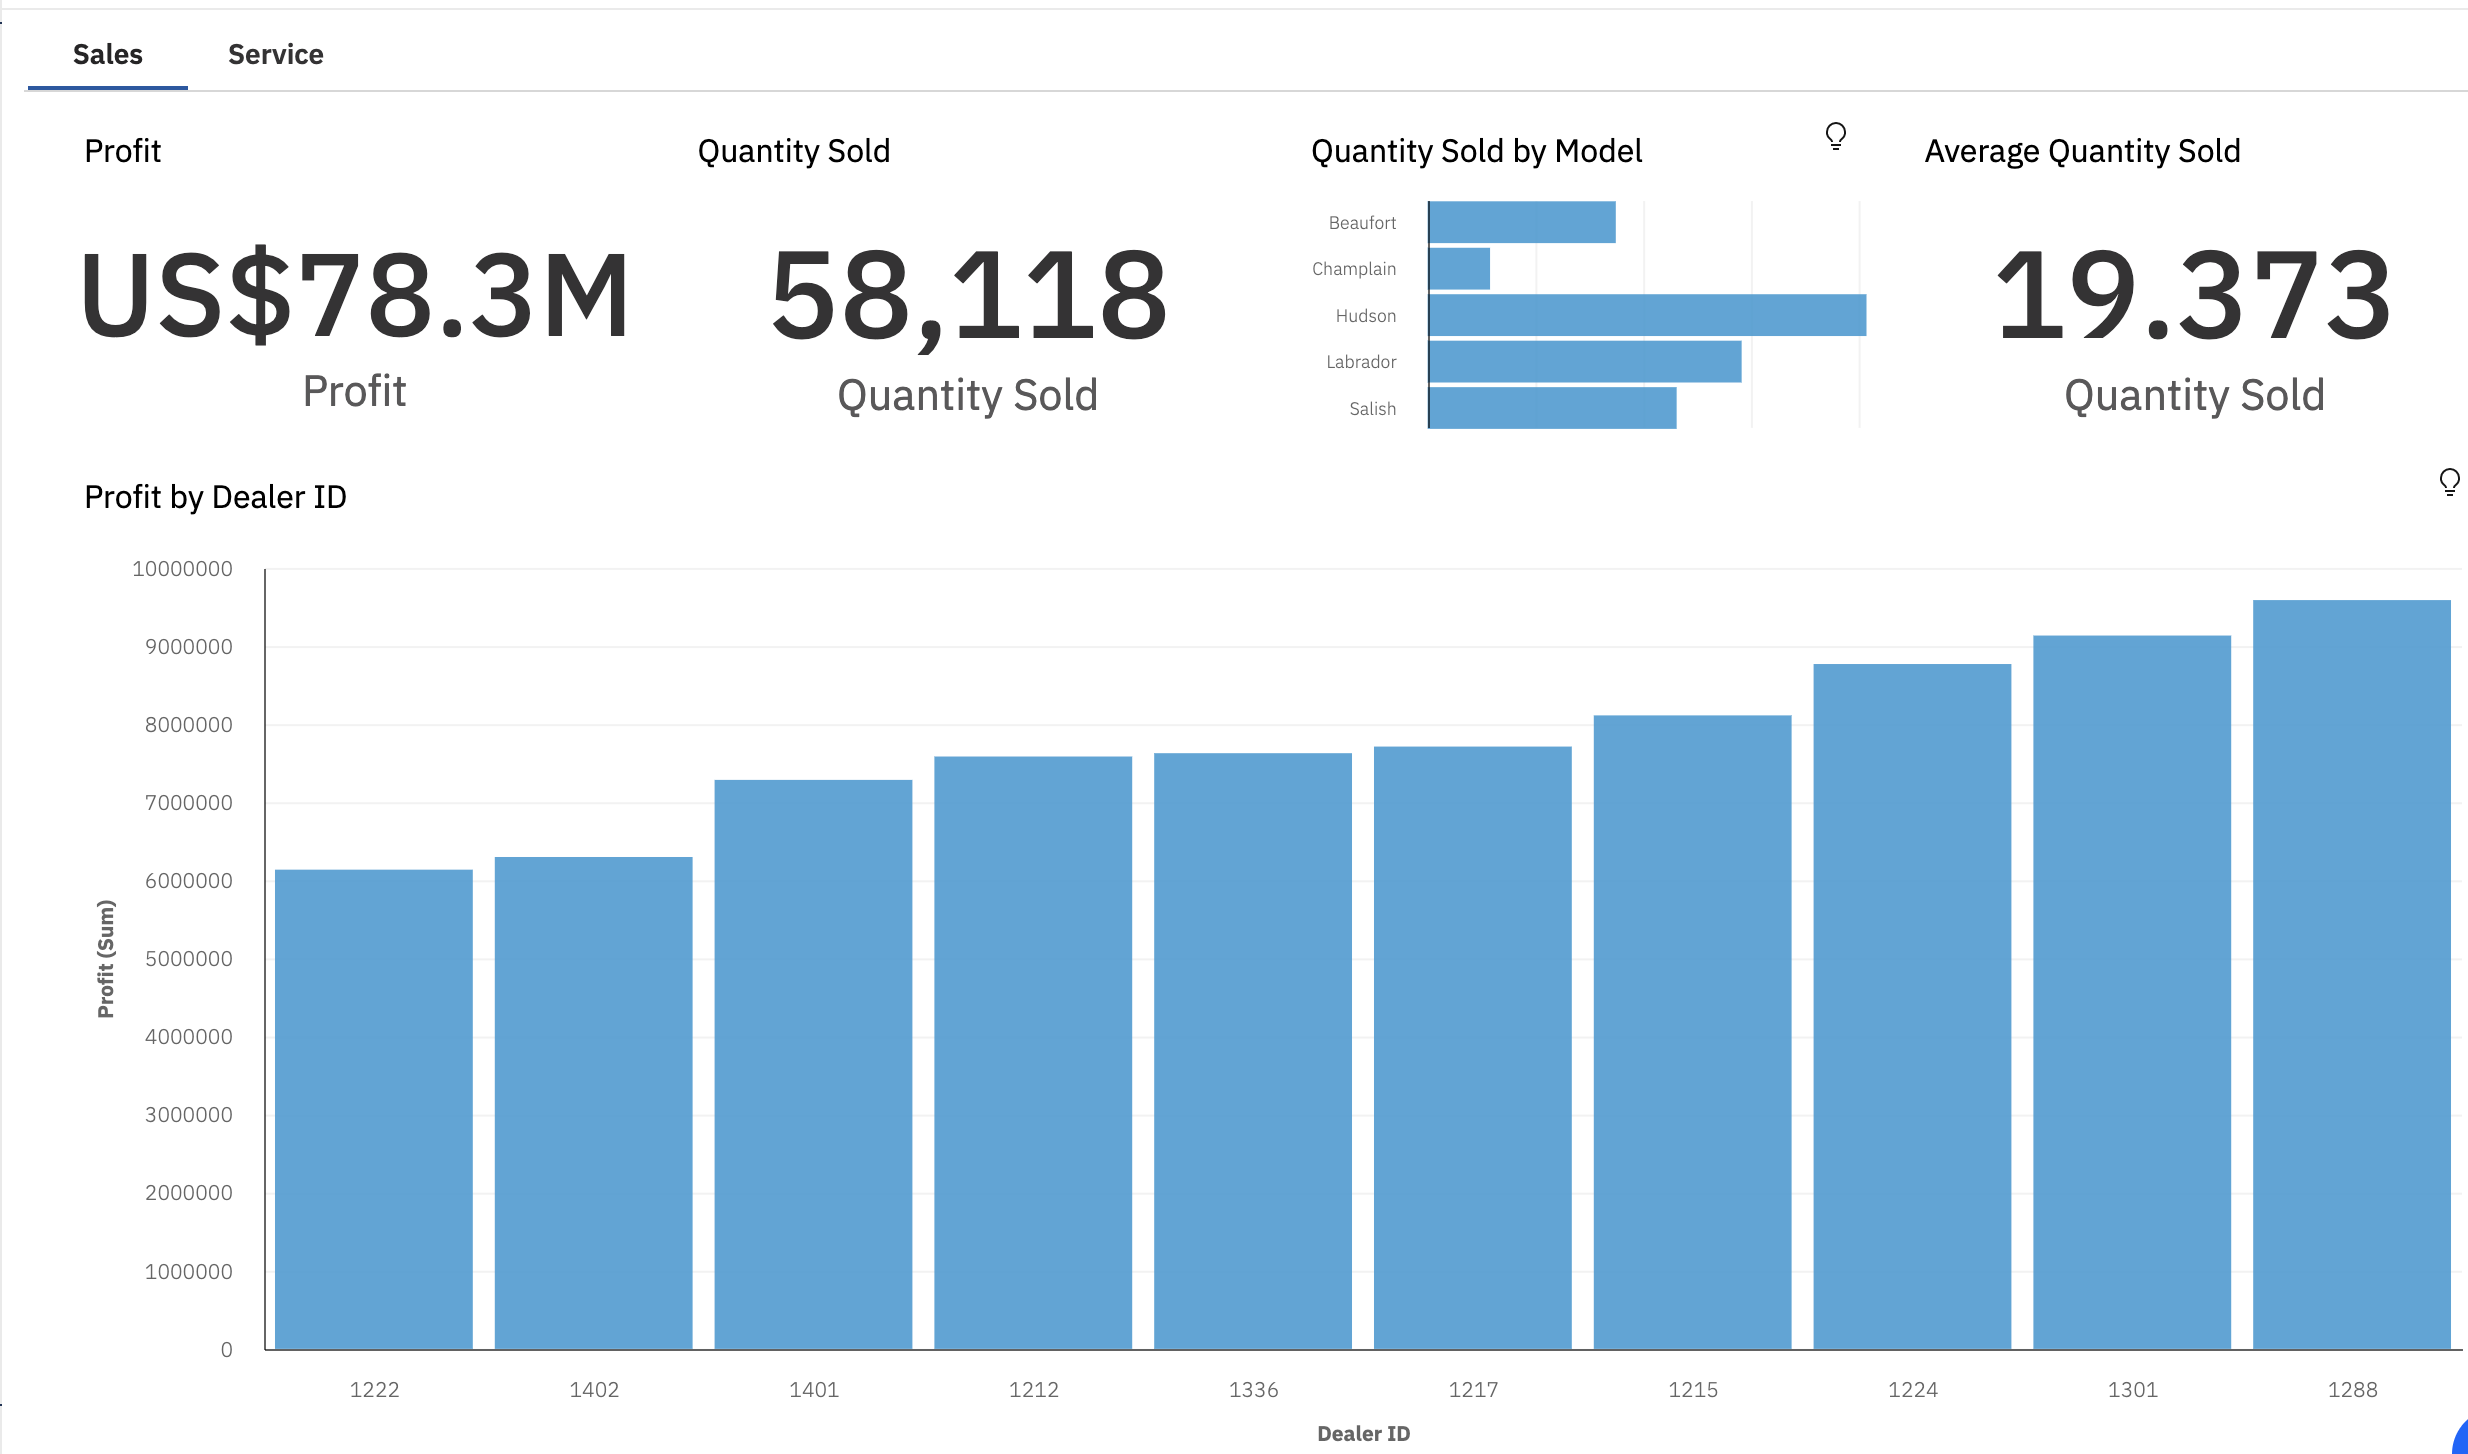 Sales Service
Profit
US$78.3M
Profit
Quantity Sold
58,118
Quantity Sold
Quantity Sold by Model
Beaufort
Champlain
Hudson
Labrador
Salish
Average Quantity Sold
19.373
Quantity Sold
Profit by Dealer ID
Profit (Sum)
10000000
9000000
8000000
7000000
6000000
5000000
4000000
3000000
2000000
1000000
0
1222 1402 1401 1212 1336 1217 1215 1224 1301 1288
Dealer ID